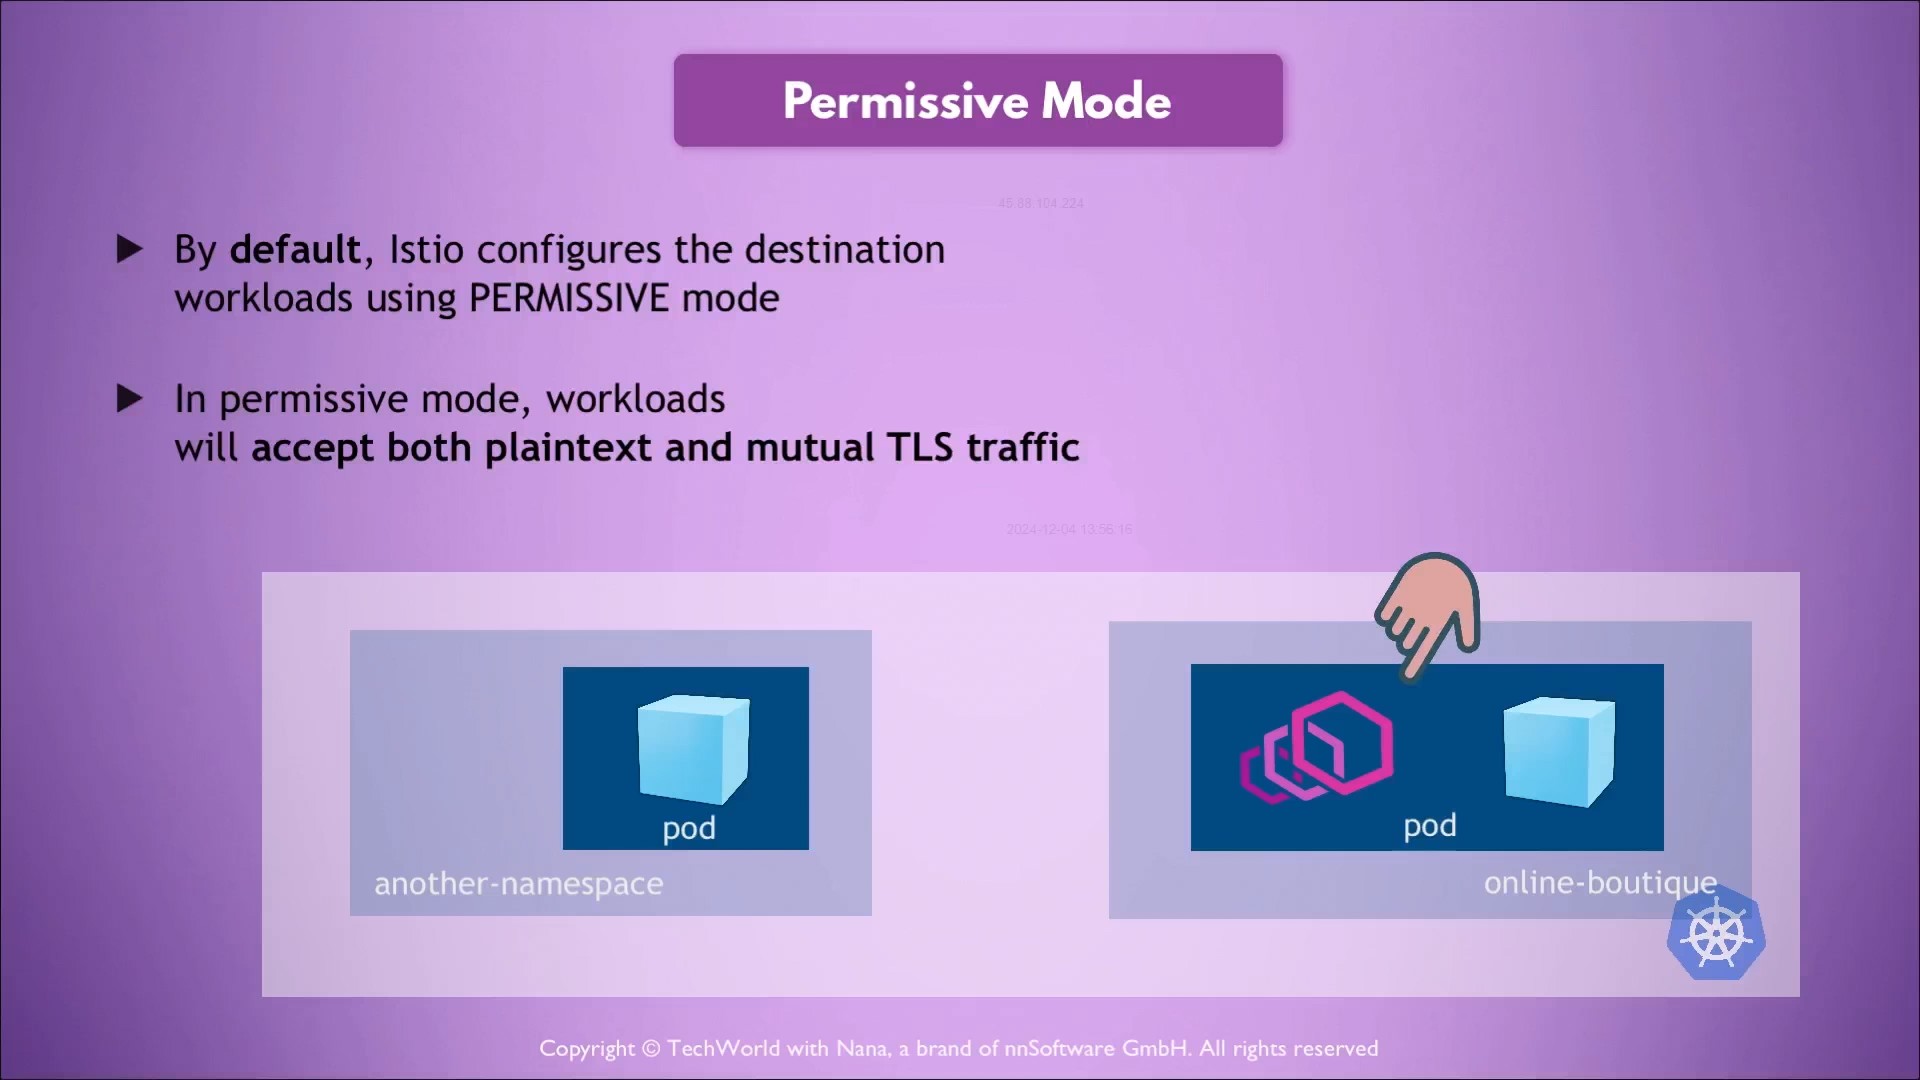 Permissive Mode
45.88.104.224
By default, Istio configures the destination
workloads using PERMISSIVE mode
In permissive mode, workloads
will accept both plaintext and mutual TLS traffic
2024-12-04 13:56:16
pod
another-namespace
pod
online-boutique
Copyright © TechWorld with Nana, a brand of nnSoftware GmbH. All rights reserved